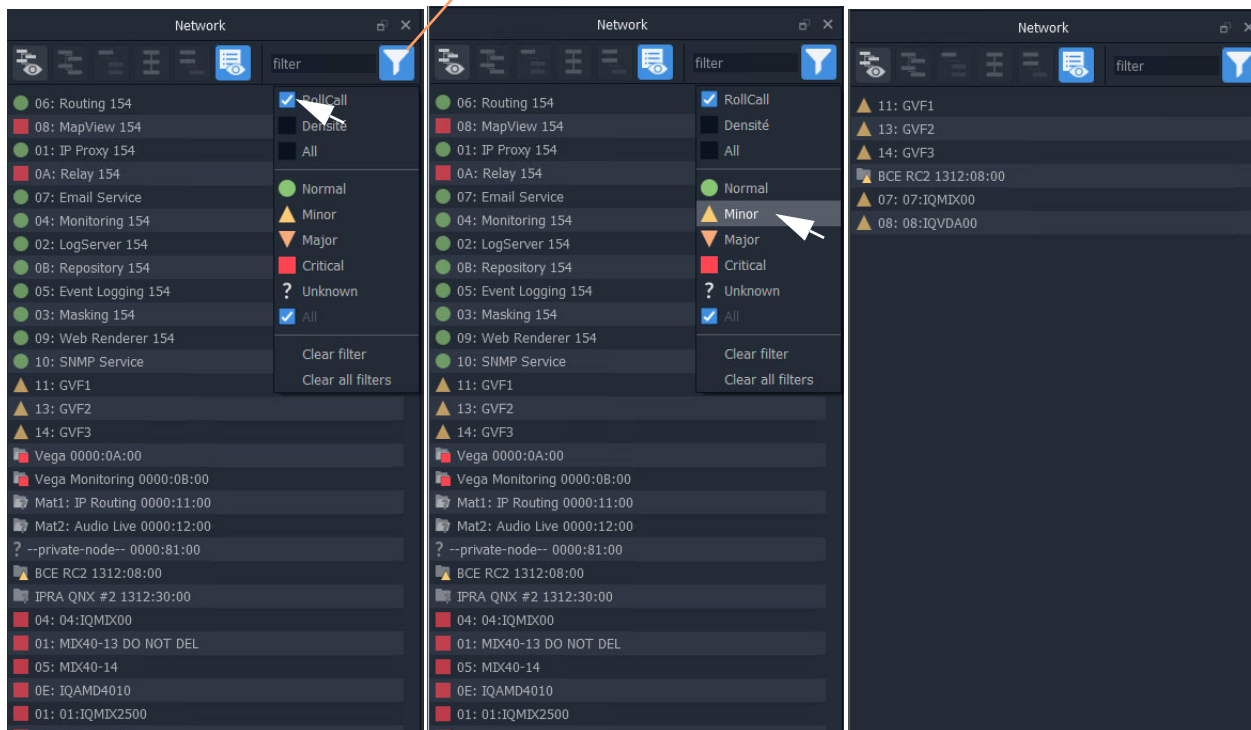 Network
filter
06: Routing 154
08: MapView 154
01: IP Proxy 154
0A: Relay 154
07: Email Service
04: Monitoring 154
02: LogServer 154
0B: Repository 154
05: Event Logging 154
03: Masking 154
09: Web Renderer 154
10: SNMP Service
11: GVF1
13: GVF2
14: GVF3
Vega 0000:0A:00
Vega Monitoring 0000:0B:00
Mat1: IP Routing 0000:11:00
Mat2: Audio Live 0000:12:00
? --private-node-- 0000:81:00
BCE RC2 1312:08:00
IPRA QNX #2 1312:30:00
04: 04:IQMIX00
01: MIX40-13 DO NOT DEL
05: MIX40-14
0E: IQAMD4010
01: 01:IQMIX2500
RollCall
Densité
All
Normal
Minor
Major
Critical
? Unknown
All
Clear filter
Clear all filters
Network
filter
06: Routing 154
08: MapView 154
01: IP Proxy 154
0A: Relay 154
07: Email Service
04: Monitoring 154
02: LogServer 154
0B: Repository 154
05: Event Logging 154
03: Masking 154
09: Web Renderer 154
10: SNMP Service
11: GVF1
13: GVF2
14: GVF3
Vega 0000:0A:00
Vega Monitoring 0000:0B:00
Mat1: IP Routing 0000:11:00
Mat2: Audio Live 0000:12:00
? --private-node-- 0000:81:00
BCE RC2 1312:08:00
IPRA QNX #2 1312:30:00
04: 04:IQMIX00
01: MIX40-13 DO NOT DEL
05: MIX40-14
0E: IQAMD4010
01: 01:IQMIX2500
RollCall
Densité
All
Normal
Minor
Major
Critical
? Unknown
All
Clear filter
Clear all filters
Network
filter
11: GVF1
13: GVF2
14: GVF3
BCE RC2 1312:08:00
07: 07:IQMIX00
08: 08:IQVDA00